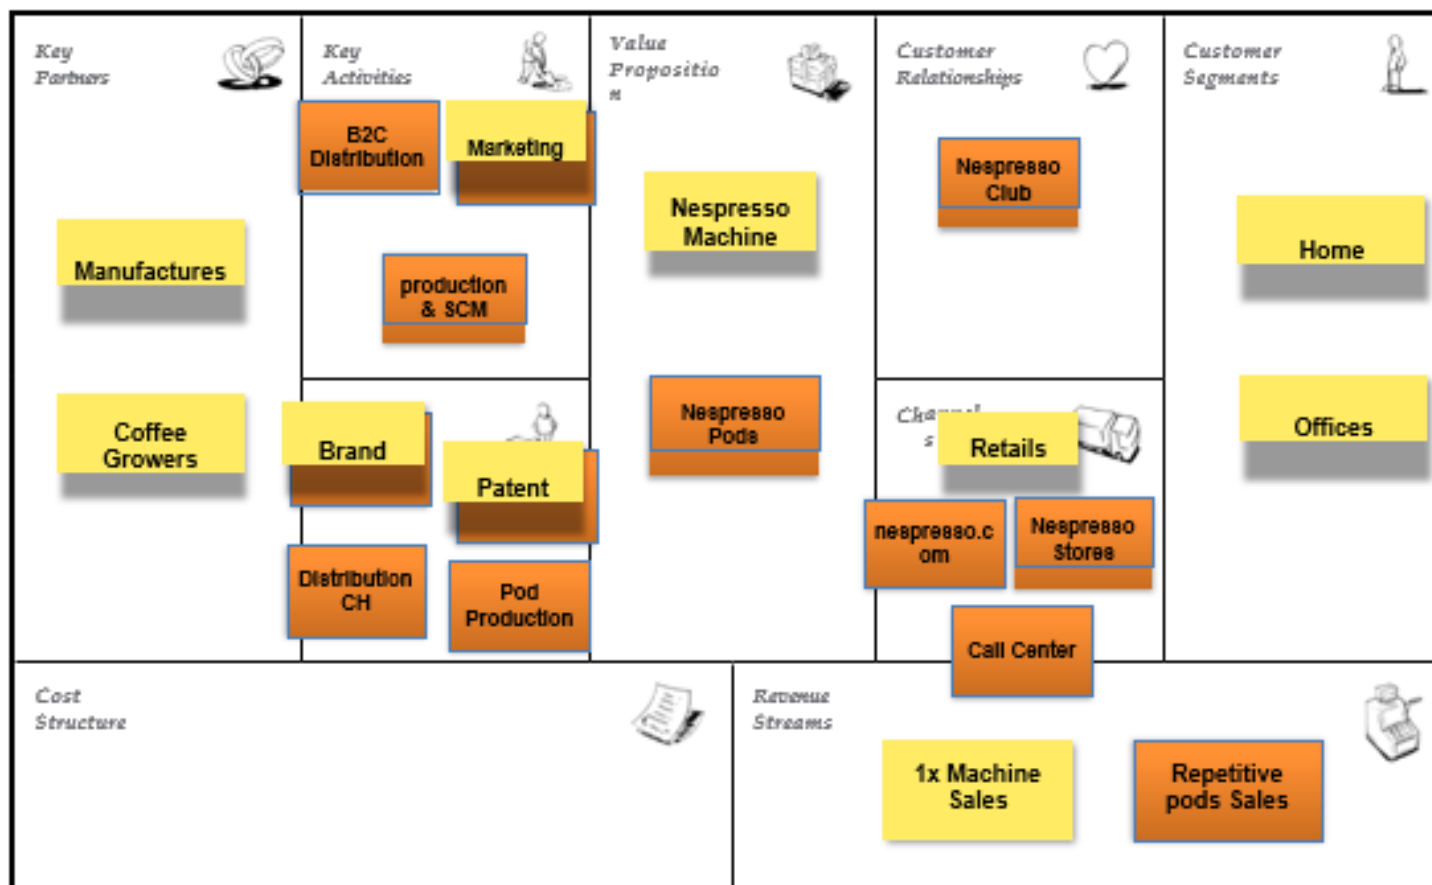 Key
Partners
Manufactures
Coffee
Growers
Key
Activities
B2C
Distribution
Marketing
production
& SCM
Brand
Patent
Distribution
CH
Pod
Production
Value
Propositio
n
Nespresso
Machine
Nespresso
Pods
Customer
Relationships
Nespresso
Club
Channel
s
Retails
nespresso.c
om
Nespresso
Stores
Call Center
Customer
Segments
Home
Offices
Cost
Structure
Revenue
Streams
1x Machine
Sales
Repetitive
pods Sales